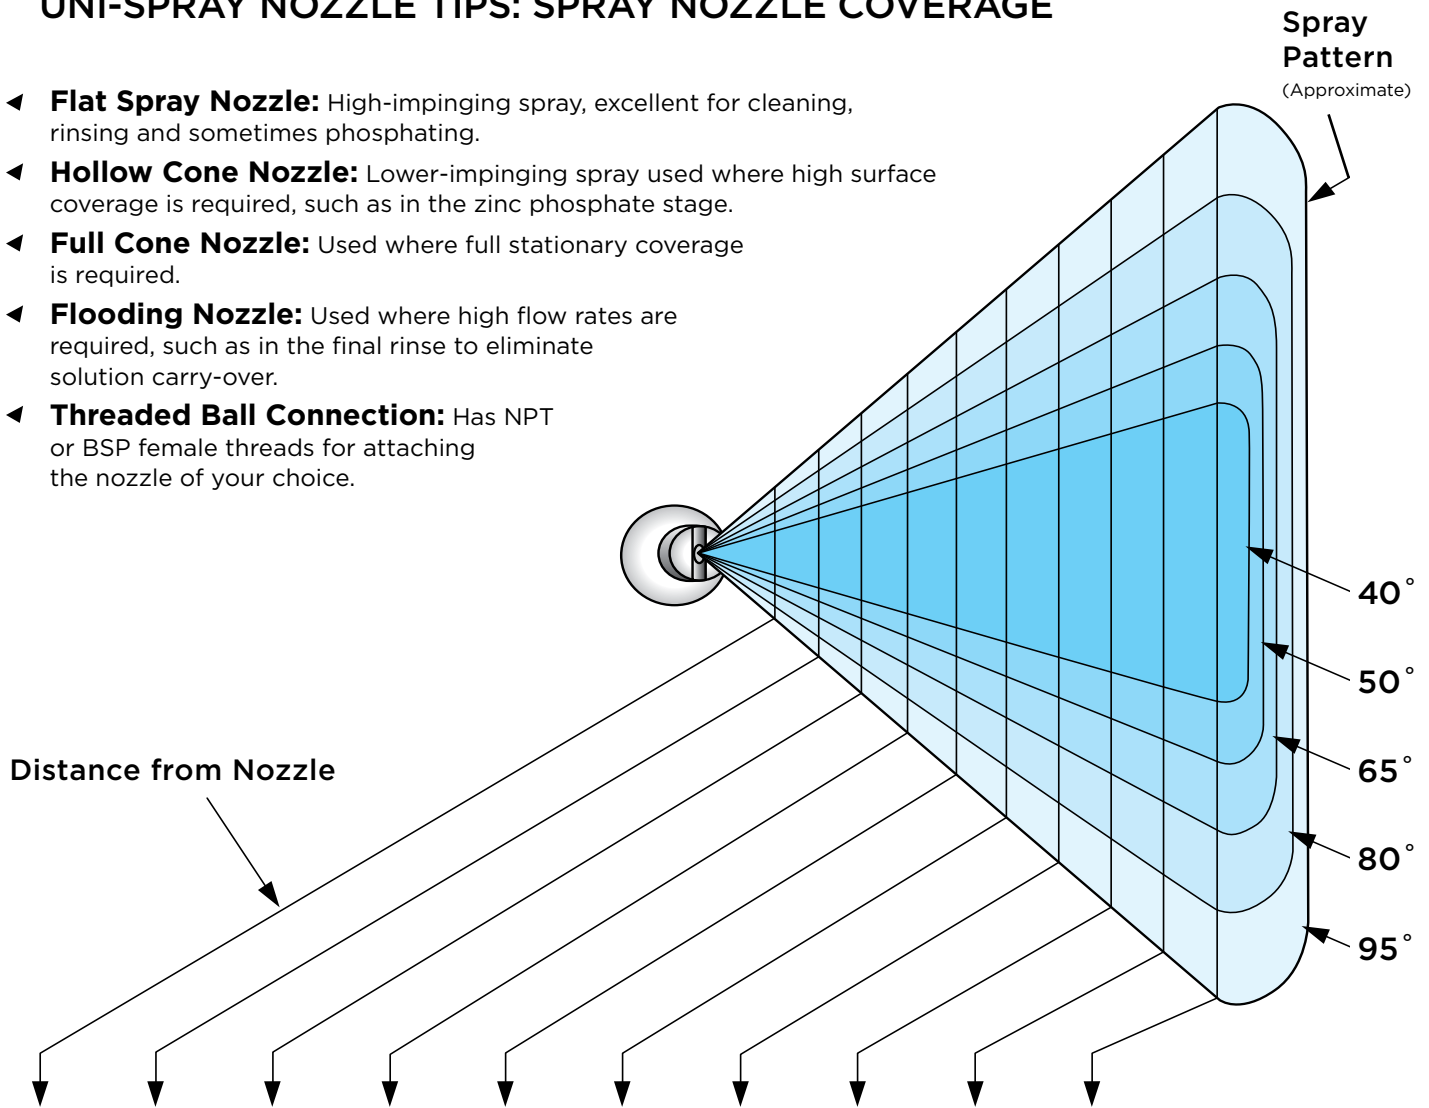 UNI-SPRAY NOZZLE TIPS: SPRAY NOZZLE COVERAGE
Spray
Pattern
(Approximate)
Flat Spray Nozzle: High-impinging spray, excellent for cleaning,
rinsing and sometimes phosphating.
Hollow Cone Nozzle: Lower-impinging spray used where high surface
coverage is required, such as in the zinc phosphate stage.
Full Cone Nozzle: Used where full stationary coverage
is required.
Flooding Nozzle: Used where high flow rates are
required, such as in the final rinse to eliminate
solution carry-over.
Threaded Ball Connection: Has NPT
or BSP female threads for attaching
the nozzle of your choice.
40°
50°
65°
80°
95°
Distance from Nozzle